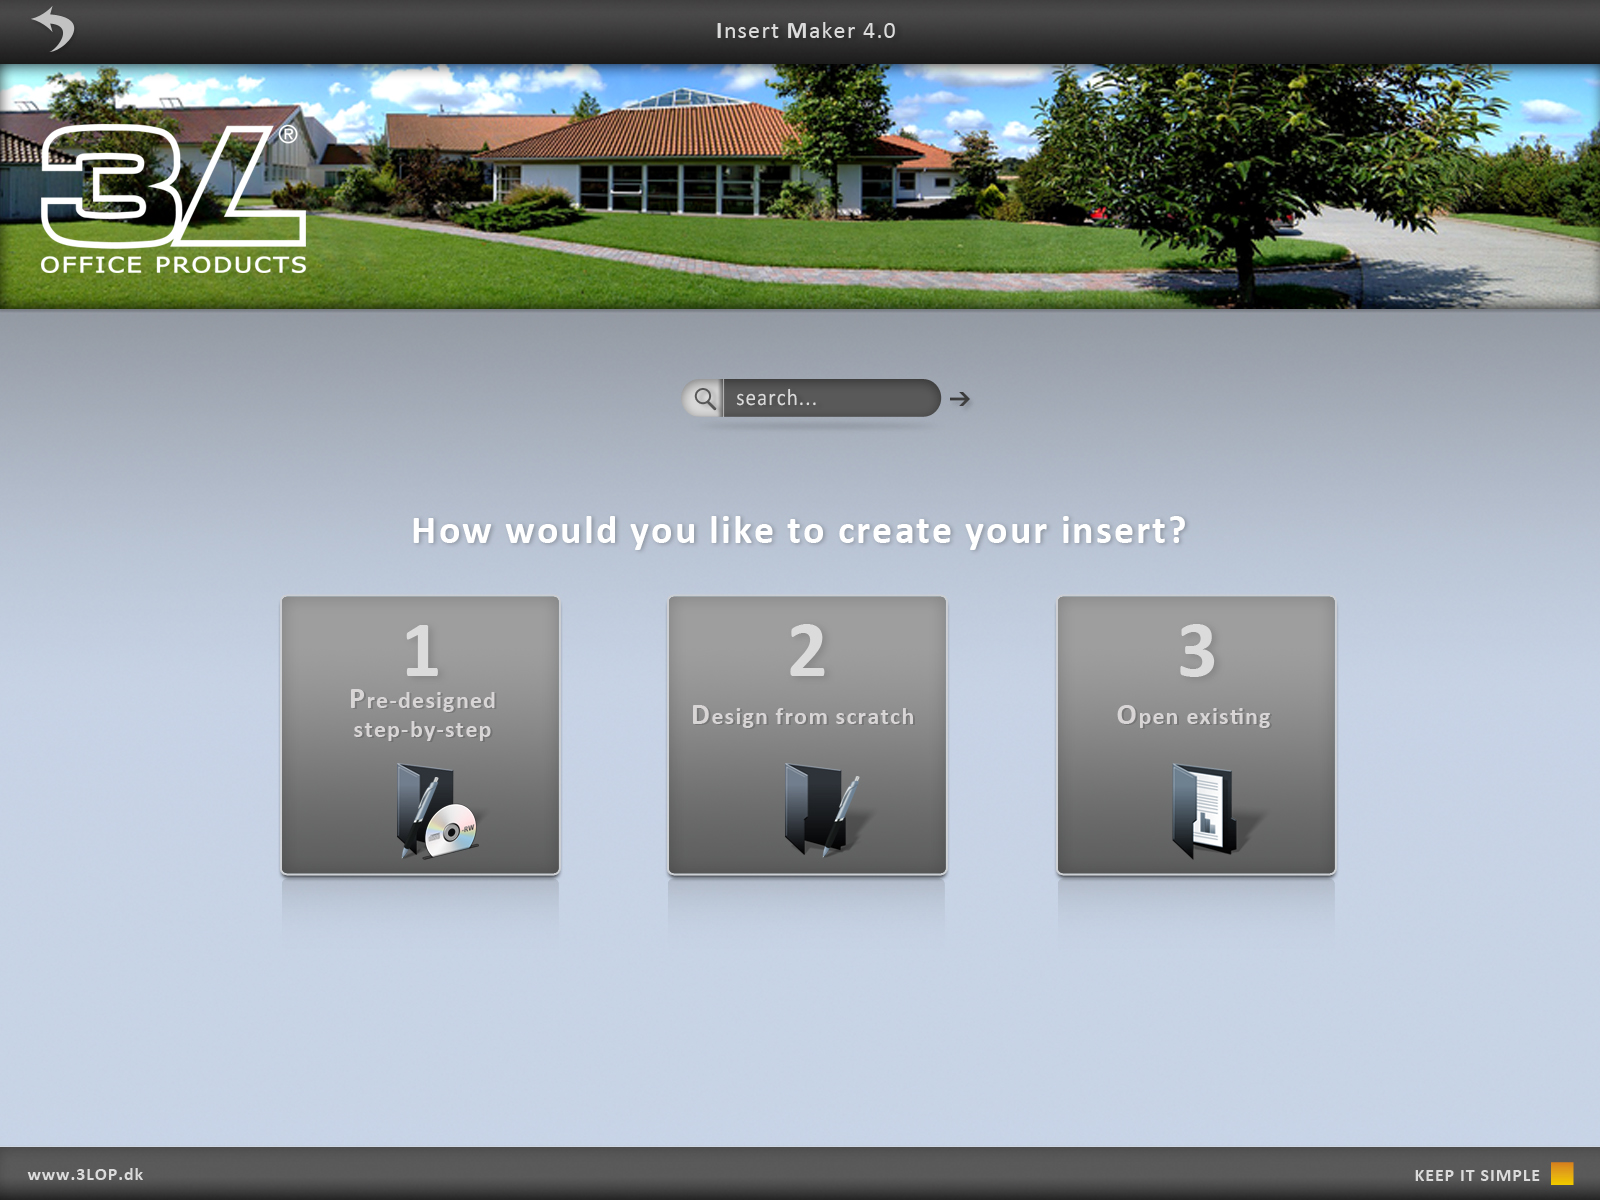 Insert Maker 4.0
3L®
OFFICE PRODUCTS
search...
How would you like to create your insert?
1
Pre-designed
step-by-step
2
Design from scratch
3
Open existing
-RW
www.3LOP.dk
KEEP IT SIMPLE